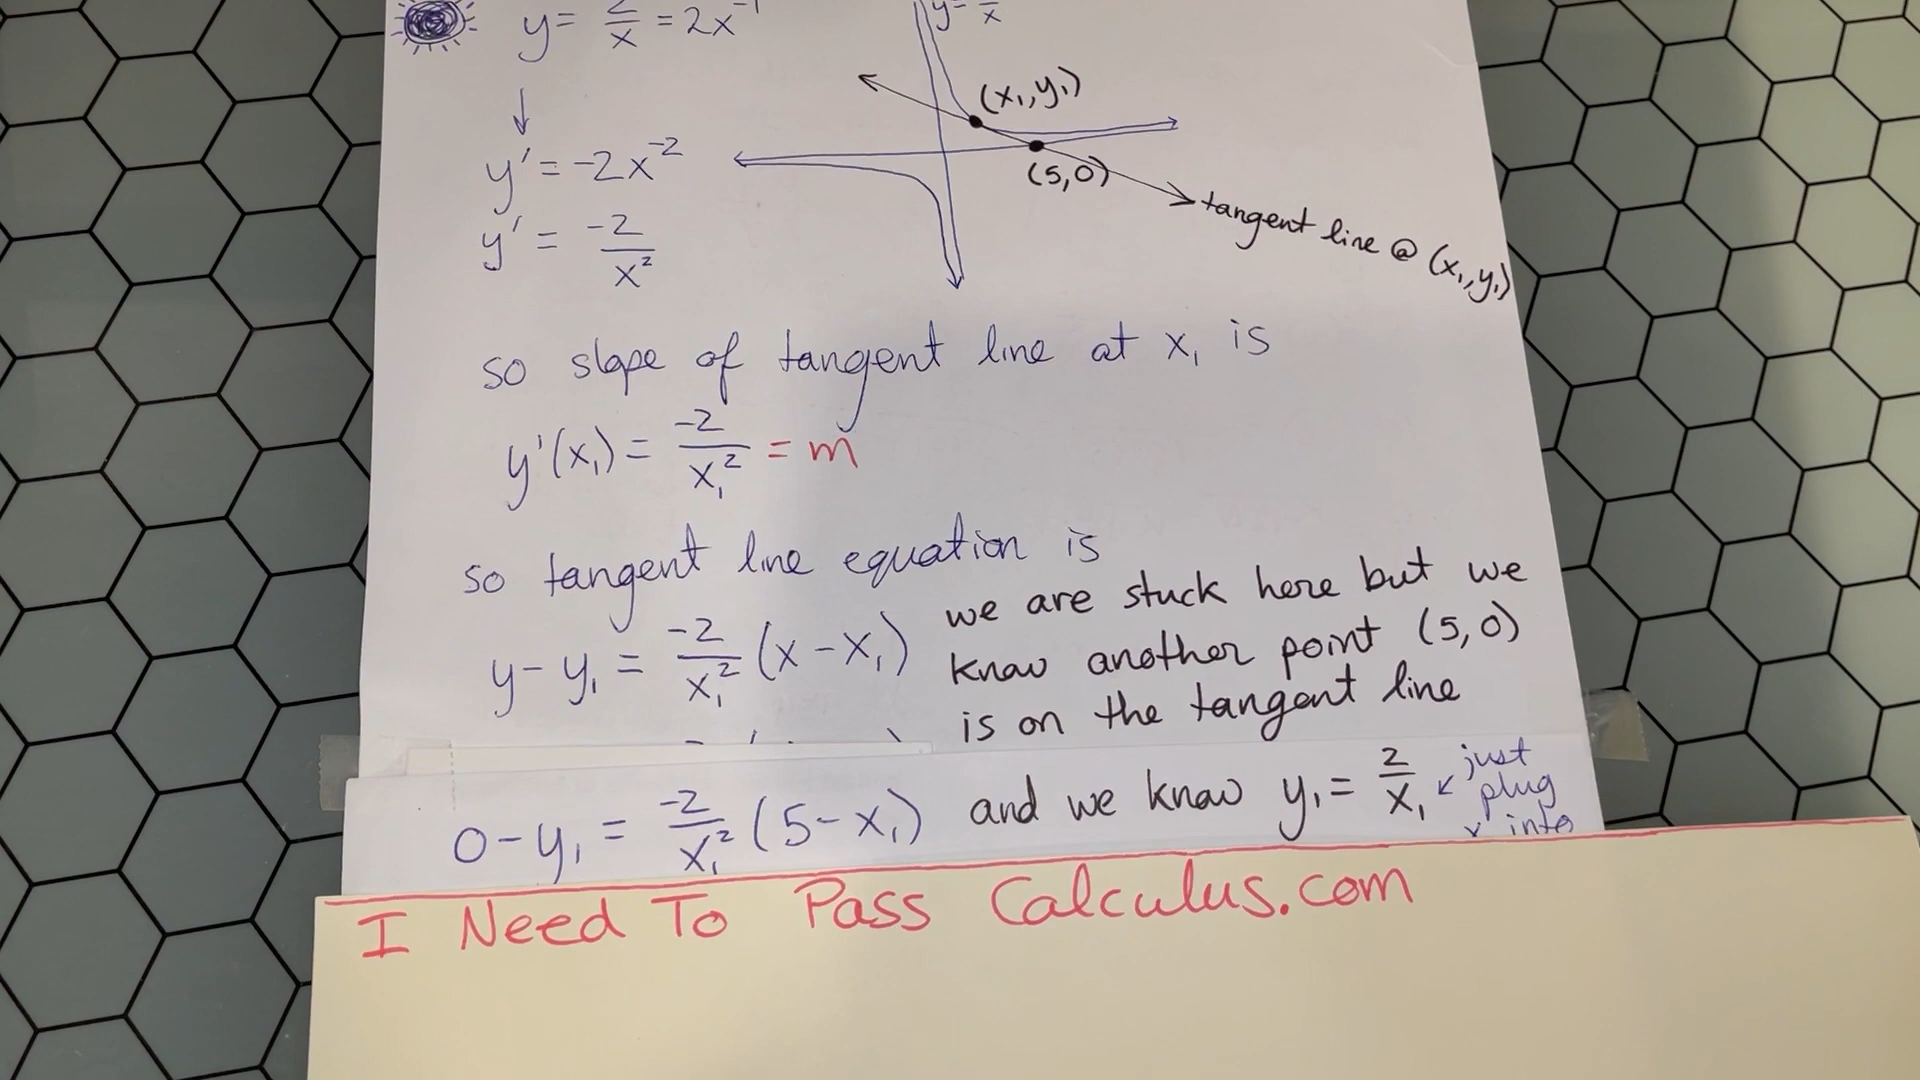 y = 2/x = 2x^-1
y = x
(x₁, y₁)
(5, 0)
tangent line @ (x₁, y₁)
y' = -2x^-2
y' = -2/x²
so slope of tangent line at x₁ is
y'(x₁) = -2/x₁² = m
so tangent line equation is
y - y₁ = -2/x₁² (x - x₁)
we are stuck here but we
know another point (5, 0)
is on the tangent line
0 - y₁ = -2/x₁² (5 - x₁) and we know y₁ = 2/x₁
just
plug
into
I Need To Pass Calculus.com